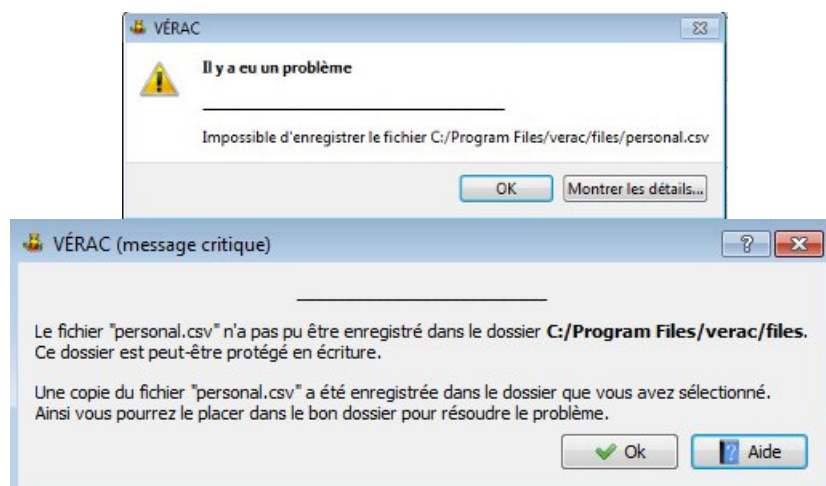 VÉRAC
Il y a eu un problème
Impossible d'enregistrer le fichier C:/Program Files/verac/files/personal.csv
OK
Montrer les détails...
VÉRAC (message critique)
Le fichier "personal.csv" n'a pas pu être enregistré dans le dossier C:/Program Files/verac/files.
Ce dossier est peut-être protégé en écriture.
Une copie du fichier "personal.csv" a été enregistrée dans le dossier que vous avez sélectionné.
Ainsi vous pourrez le placer dans le bon dossier pour résoudre le problème.
Ok
Aide